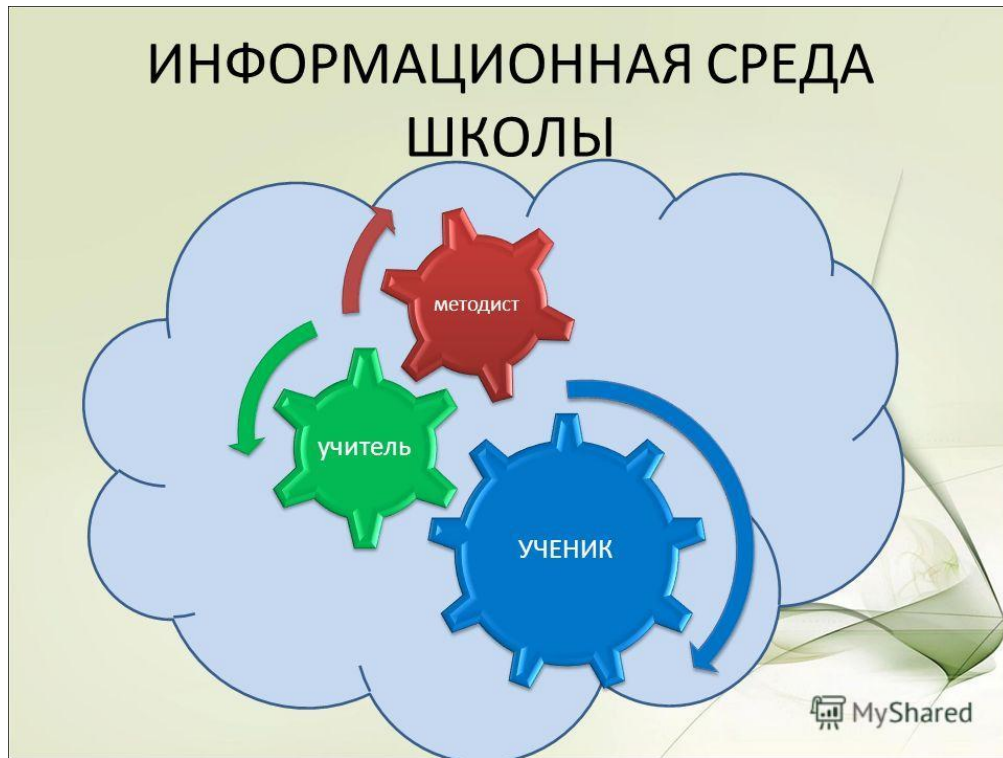 ИНФОРМАЦИОННАЯ СРЕДА
ШКОЛЫ
методист
учитель
УЧЕНИК
MyShared